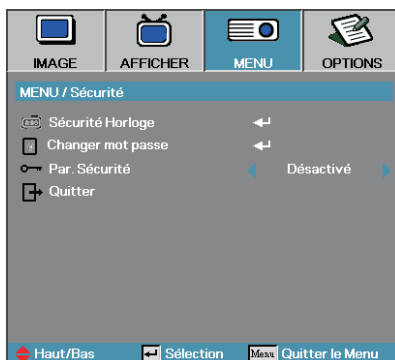 IMAGE AFFICHER MENU OPTIONS
MENU / Sécurité
Sécurité Horloge
Changer mot passe
Par. Sécurité Désactivé
Quitter
Haut/Bas Sélection Menu Quitter le Menu